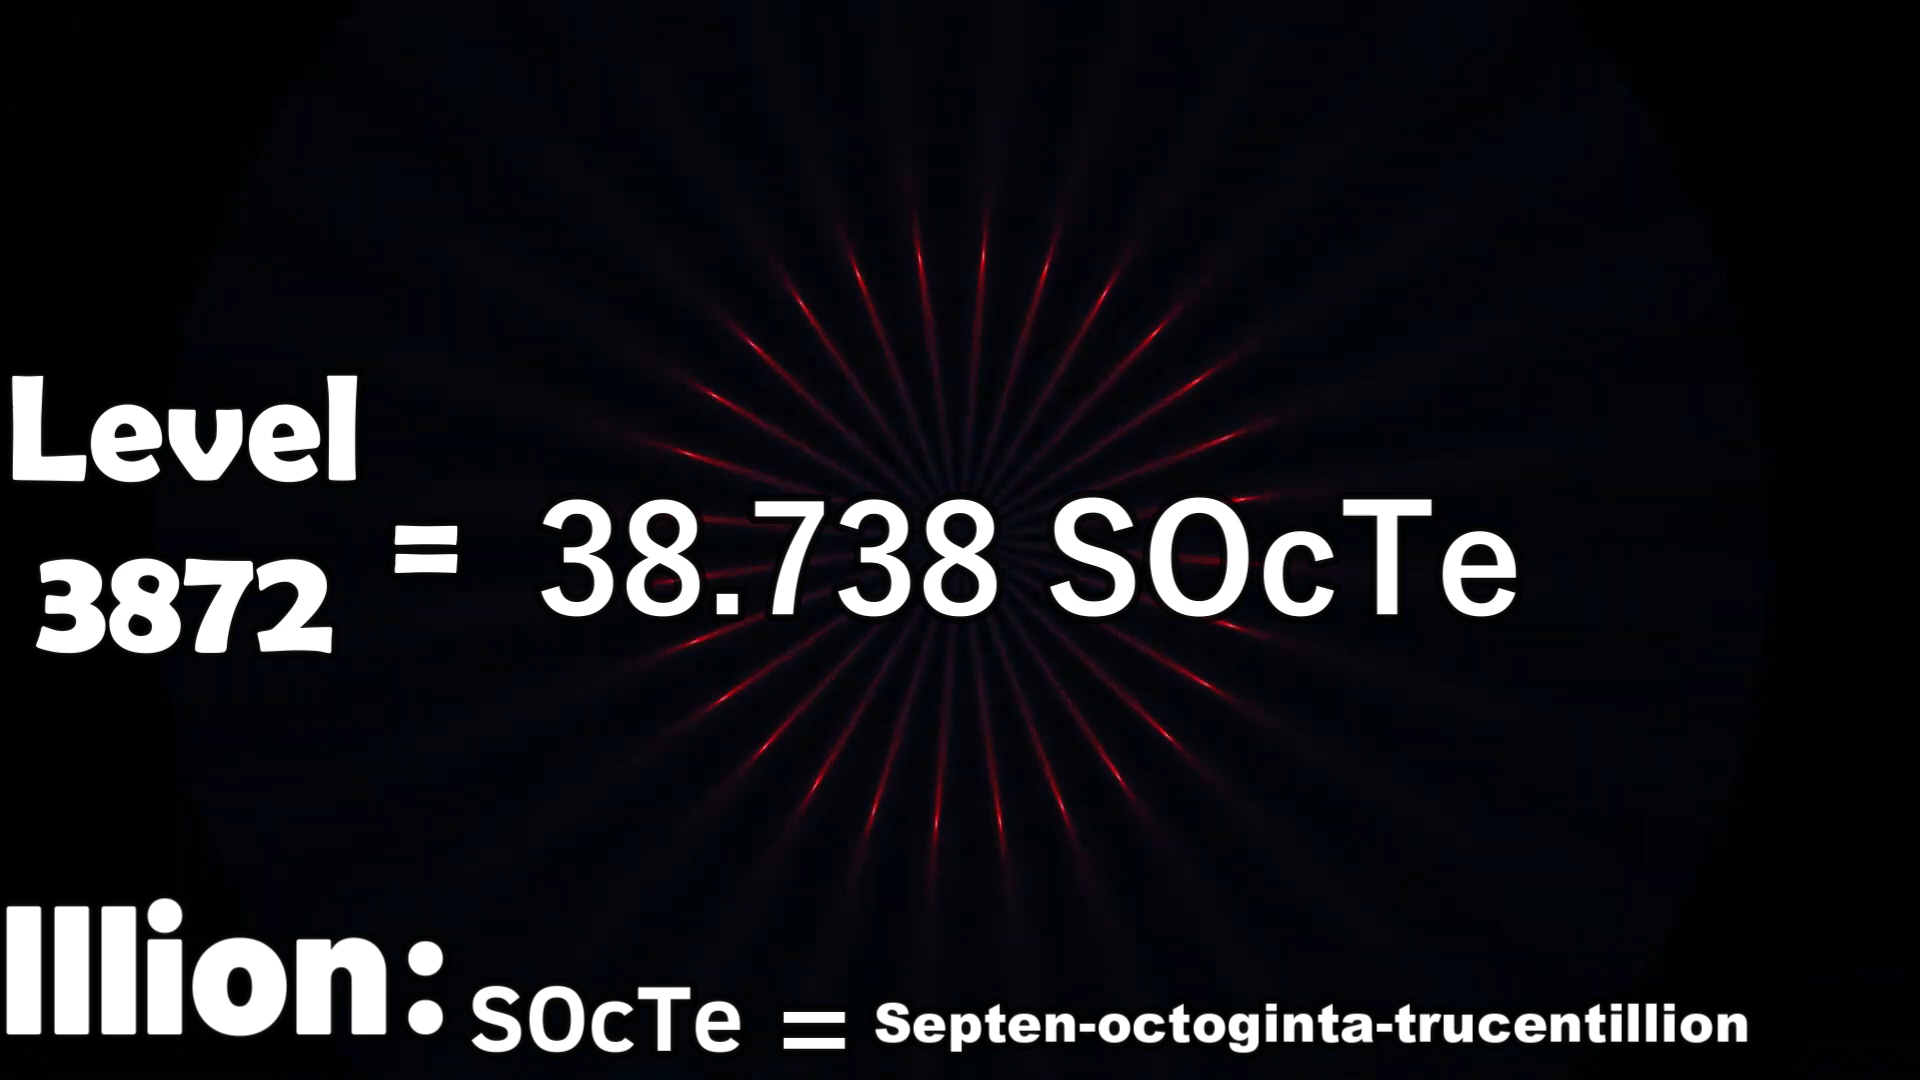 Level
3872
= 38.738 SOcTe
Illion: SOcTe = Septen-octoginta-trucentillion